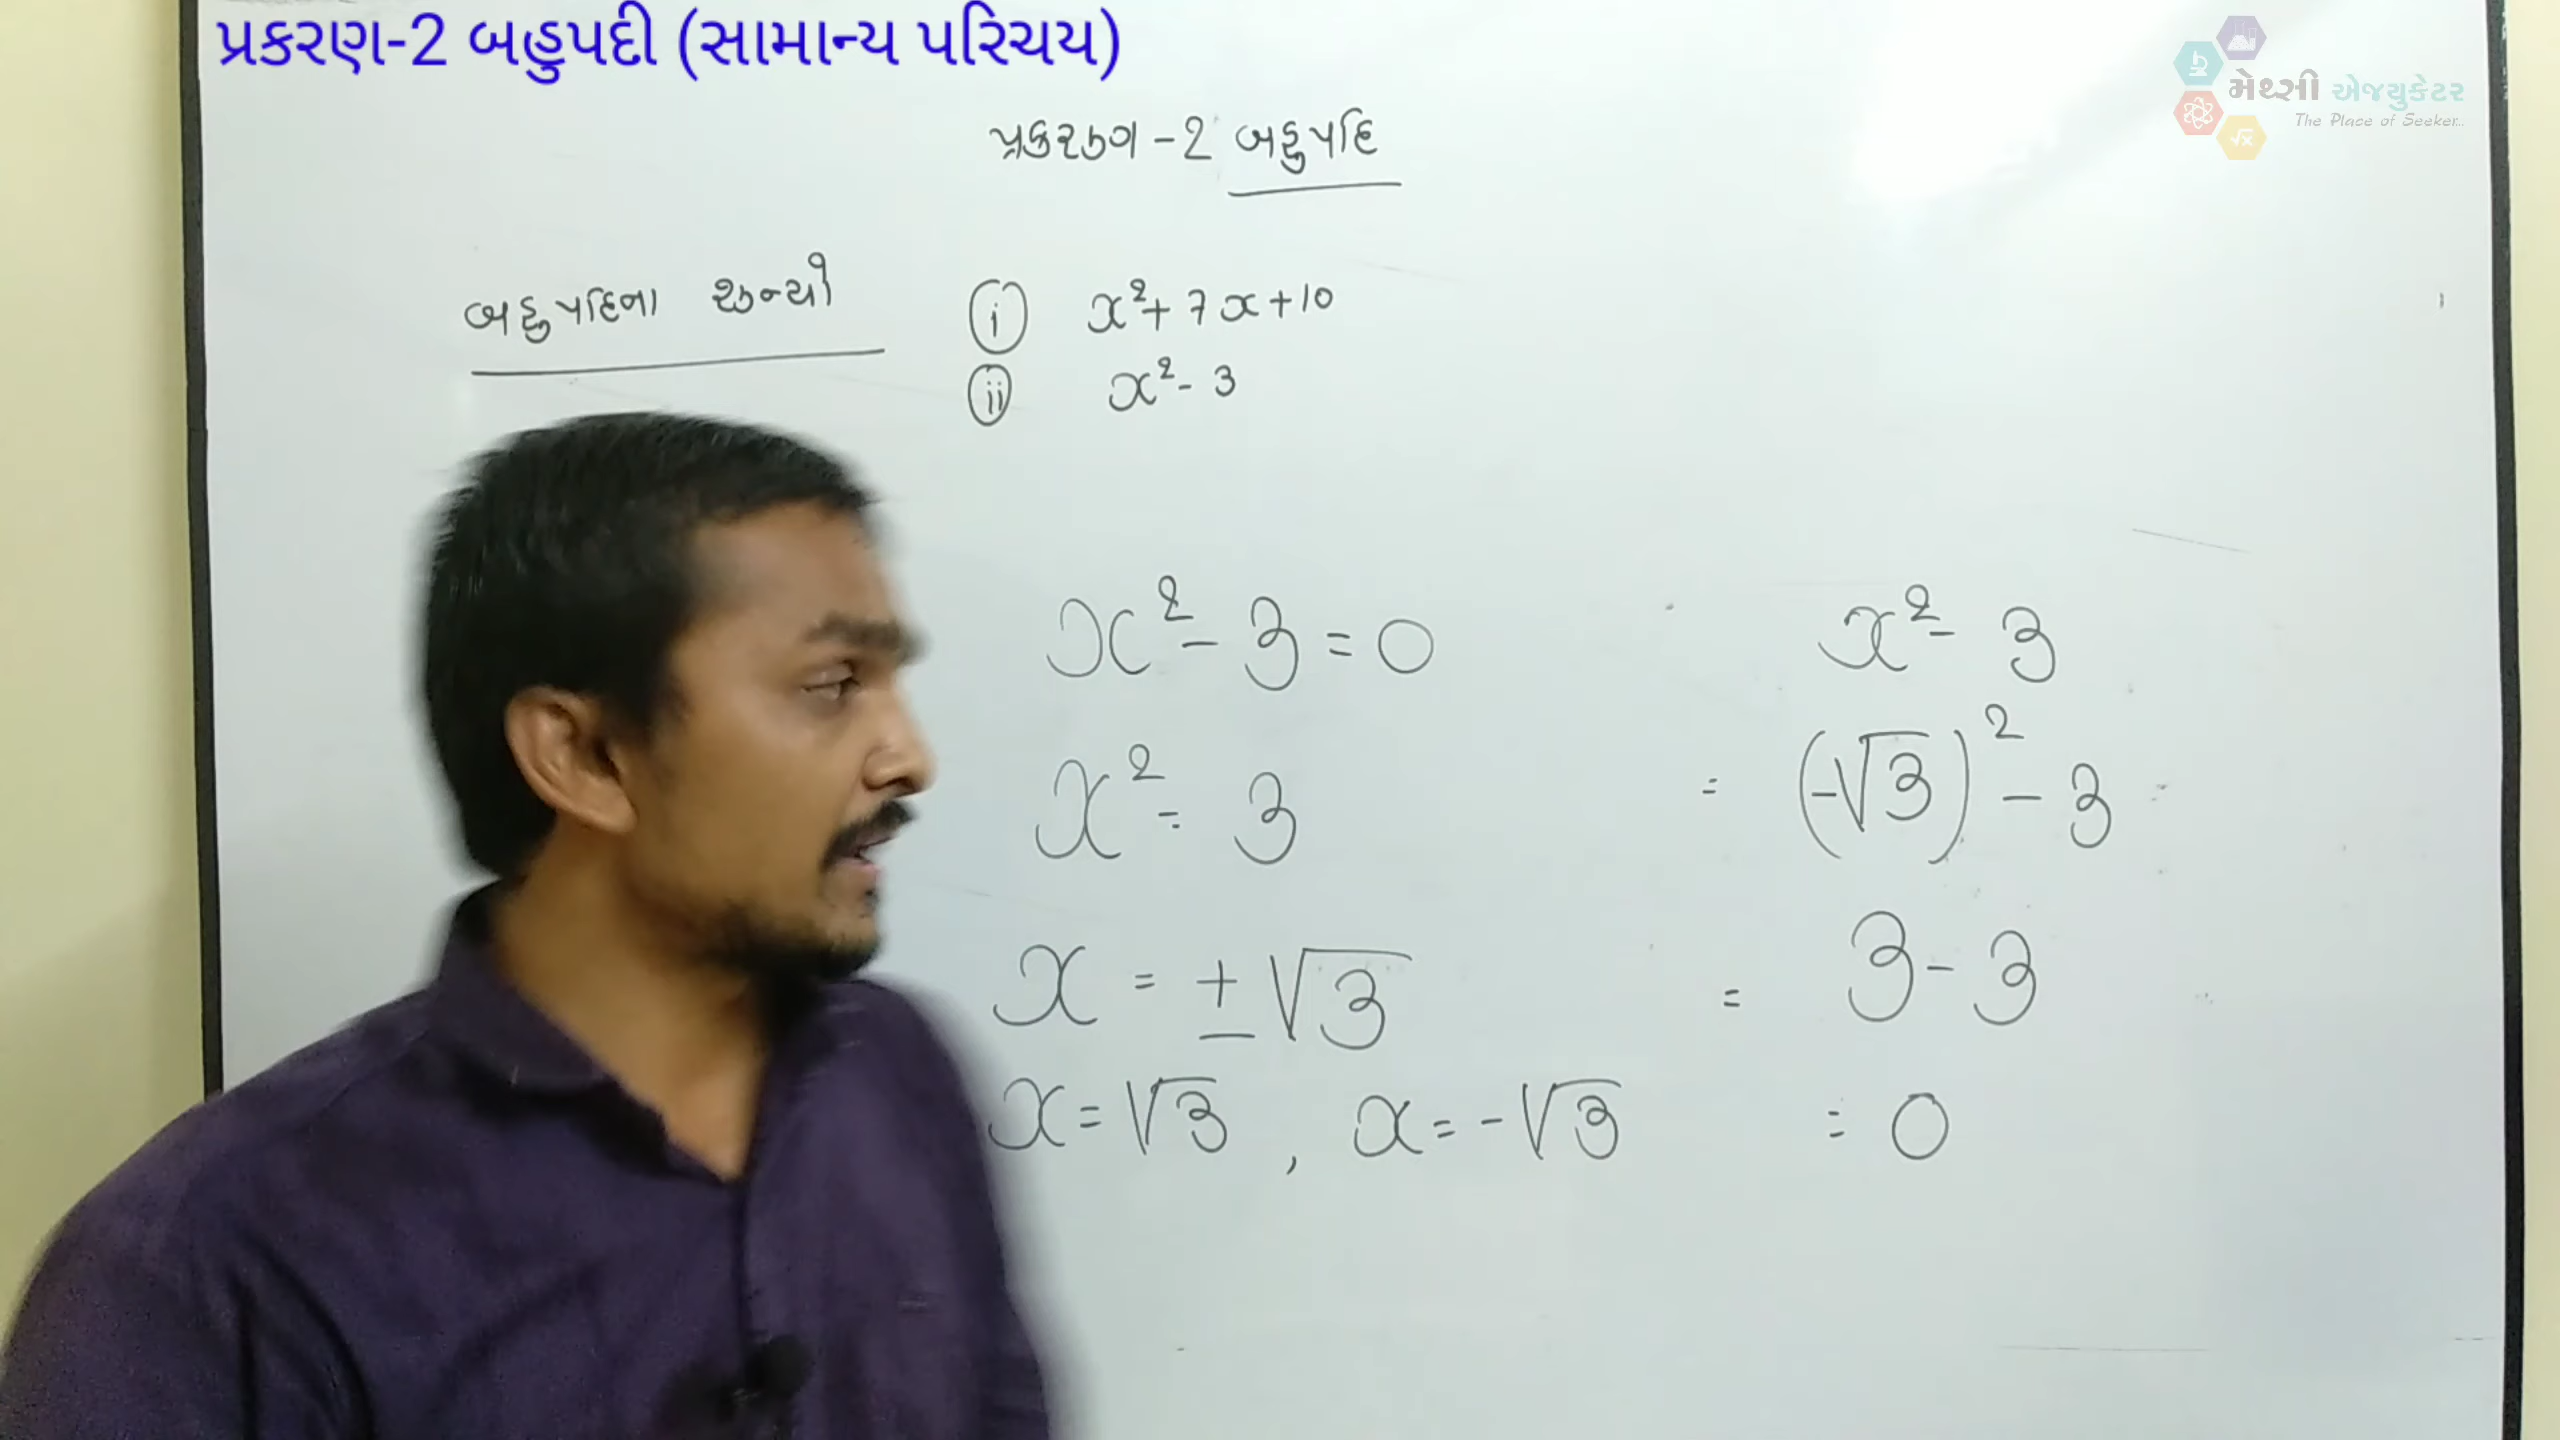 પ્રકરણ-2 બહુપદી (સામાન્ય પરિચય)
મેથ્સી એજ્યુકેટર
The Place of Seeker...
√x
પ્રકરણ -2 બહુપદિ
બહુપદિના શૂન્યો
(i) x² + 7x + 10
(ii) x² - 3
x² - 3 = 0
x² = 3
x = ± √3
x = √3 , x = -√3
x² - 3
= (-√3)² - 3
= 3 - 3
= 0